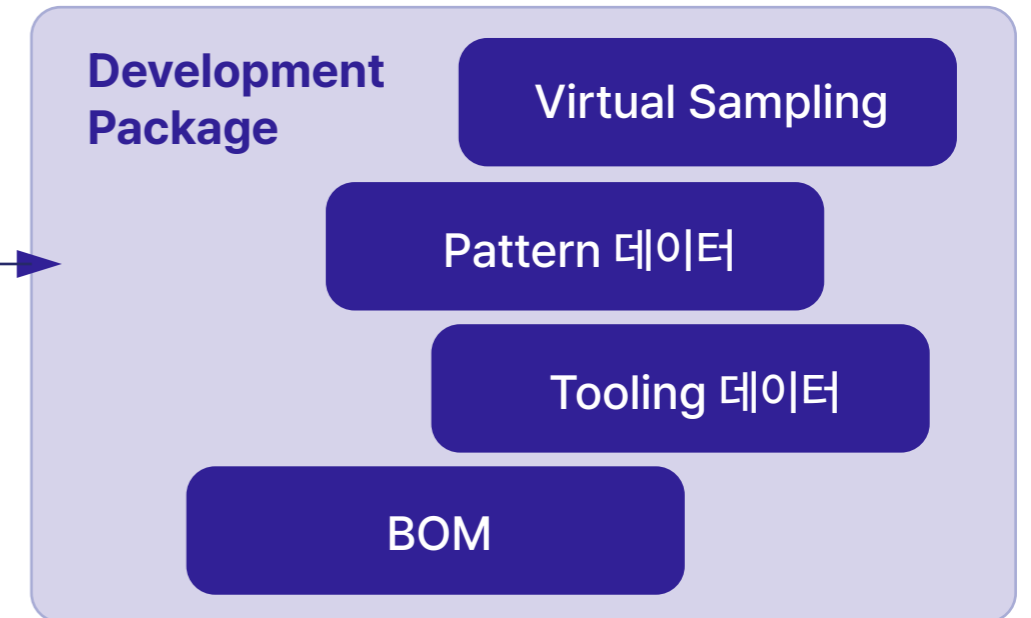 Development
Package
Virtual Sampling
Pattern 데이터
Tooling 데이터
BOM